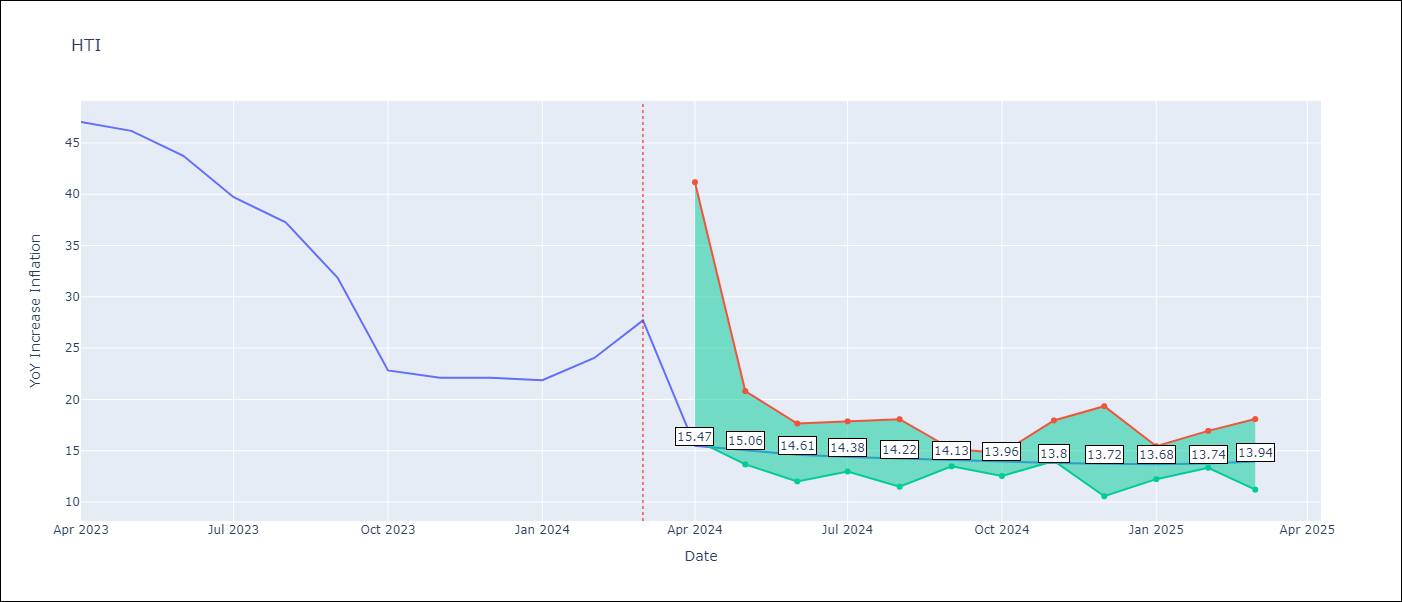 HTI
YoY Increase Inflation
45
40
35
30
25
20
15
10
15.47
15.06
14.61
14.38
14.22
14.13
13.96
13.8
13.72
13.68
13.74
13.94
Apr 2023
Jul 2023
Oct 2023
Jan 2024
Apr 2024
Jul 2024
Oct 2024
Jan 2025
Apr 2025
Date